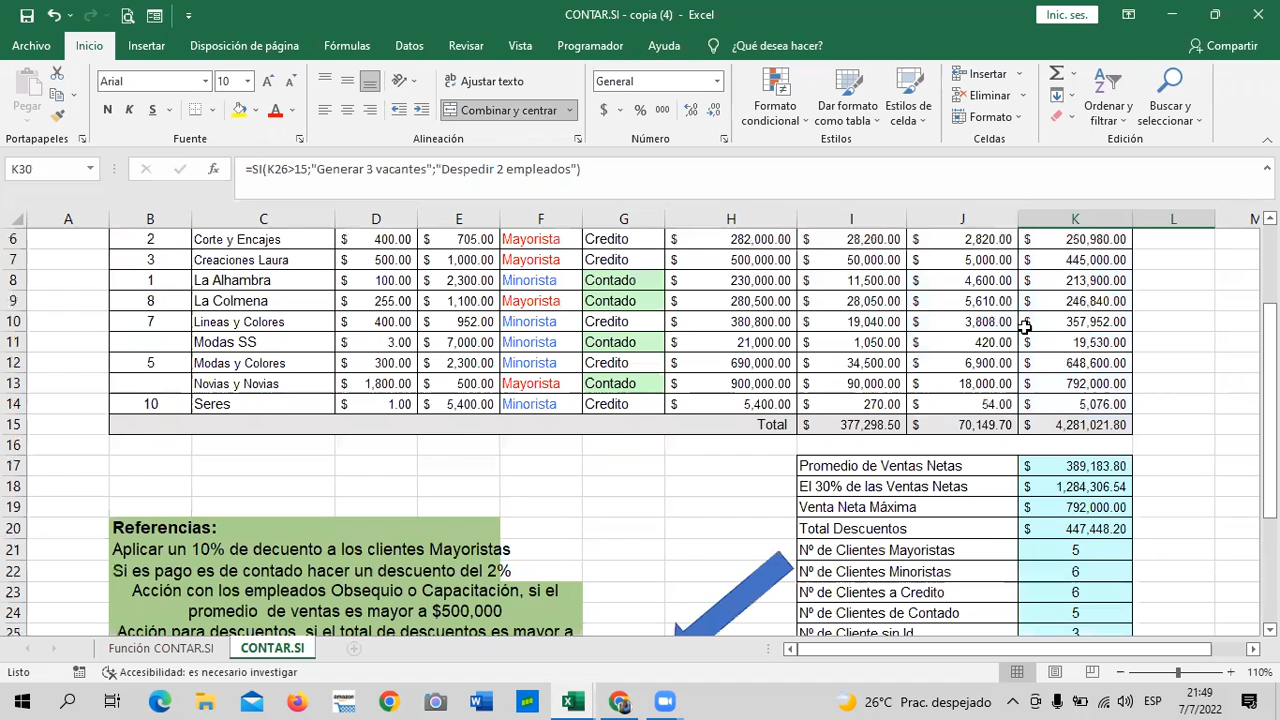 CONTAR.SI - copia (4) - Excel
Inic. ses.
Archivo Inicio Insertar Disposición de página Fórmulas Datos Revisar Vista Programador Ayuda ¿Qué desea hacer? Compartir
Pegar
Arial 10
Ajustar texto
General
Combinar y centrar
N K S
$ % 000
Formato condicional
Dar formato como tabla
Estilos de celda
Insertar
Eliminar
Formato
Ordenar y filtrar
Buscar y seleccionar
Portapapeles Fuente Alineación Número Estilos Celdas Edición
K30 fx =SI(K26>15;"Generar 3 vacantes";"Despedir 2 empleados")
A B C D E F G H I J K L M
6 2 Corte y Encajes $ 400.00 $ 705.00 Mayorista Credito $ 282,000.00 $ 28,200.00 $ 2,820.00 $ 250,980.00
7 3 Creaciones Laura $ 500.00 $ 1,000.00 Mayorista Credito $ 500,000.00 $ 50,000.00 $ 5,000.00 $ 445,000.00
8 1 La Alhambra $ 100.00 $ 2,300.00 Minorista Contado $ 230,000.00 $ 11,500.00 $ 4,600.00 $ 213,900.00
9 8 La Colmena $ 255.00 $ 1,100.00 Mayorista Contado $ 280,500.00 $ 28,050.00 $ 5,610.00 $ 246,840.00
10 7 Lineas y Colores $ 400.00 $ 952.00 Minorista Credito $ 380,800.00 $ 19,040.00 $ 3,808.00 $ 357,952.00
11 Modas SS $ 3.00 $ 7,000.00 Minorista Contado $ 21,000.00 $ 1,050.00 $ 420.00 $ 19,530.00
12 5 Modas y Colores $ 300.00 $ 2,300.00 Minorista Credito $ 690,000.00 $ 34,500.00 $ 6,900.00 $ 648,600.00
13 Novias y Novias $ 1,800.00 $ 500.00 Mayorista Contado $ 900,000.00 $ 90,000.00 $ 18,000.00 $ 792,000.00
14 10 Seres $ 1.00 $ 5,400.00 Minorista Credito $ 5,400.00 $ 270.00 $ 54.00 $ 5,076.00
15 Total $ 377,298.50 $ 70,149.70 $ 4,281,021.80
16
17 Promedio de Ventas Netas $ 389,183.80
18 El 30% de las Ventas Netas $ 1,284,306.54
19 Venta Neta Máxima $ 792,000.00
20 Referencias: Total Descuentos $ 447,448.20
21 Aplicar un 10% de decuento a los clientes Mayoristas Nº de Clientes Mayoristas 5
22 Si es pago es de contado hacer un descuento del 2% Nº de Clientes Minoristas 6
23 Acción con los empleados Obsequio o Capacitación, si el Nº de Clientes a Credito 6
24 promedio de ventas es mayor a $500,000 Nº de Clientes de Contado 5
25 Acción para descuentos, si el total de descuentos es mayor a Nº de Cliente sin Id 3
Función CONTAR.SI CONTAR.SI
Listo Accesibilidad: es necesario investigar 110%
amazon
26°C Prac. despejado ESP 21:49
7/7/2022